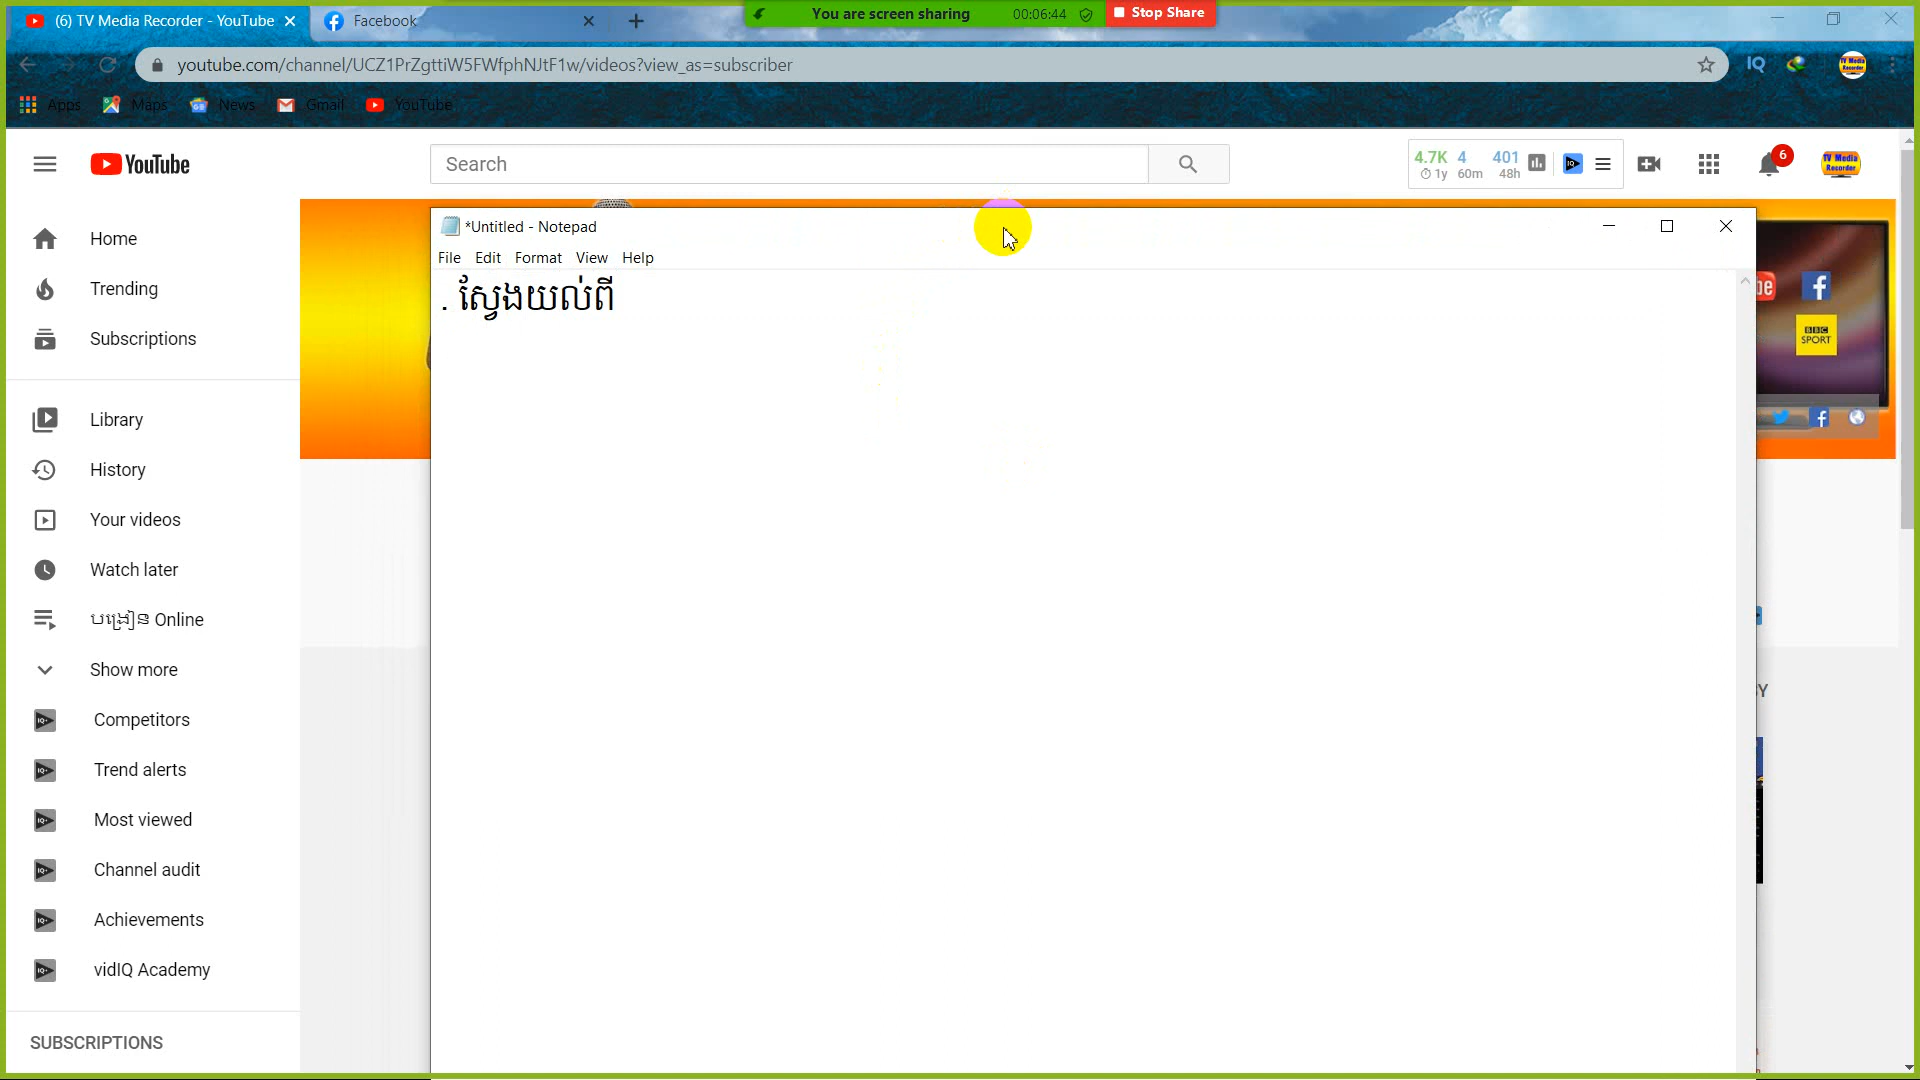 (6) TV Media Recorder - YouTube
Facebook
You are screen sharing
00:06:44
Stop Share
youtube.com/channel/UCZ1PrZgttiW5FWfphNJtF1w/videos?view_as=subscriber
IQ
Apps
Maps
News
Gmail
YouTube
YouTube
Search
4.7K 4 401
1y 60m 48h
6
TV Media
Recorder
*Untitled - Notepad
File Edit Format View Help
. ស្វែងយល់ពី
Home
Trending
Subscriptions
Library
History
Your videos
Watch later
បង្រៀន Online
Show more
Competitors
Trend alerts
Most viewed
Channel audit
Achievements
vidIQ Academy
SUBSCRIPTIONS
BBC
SPORT